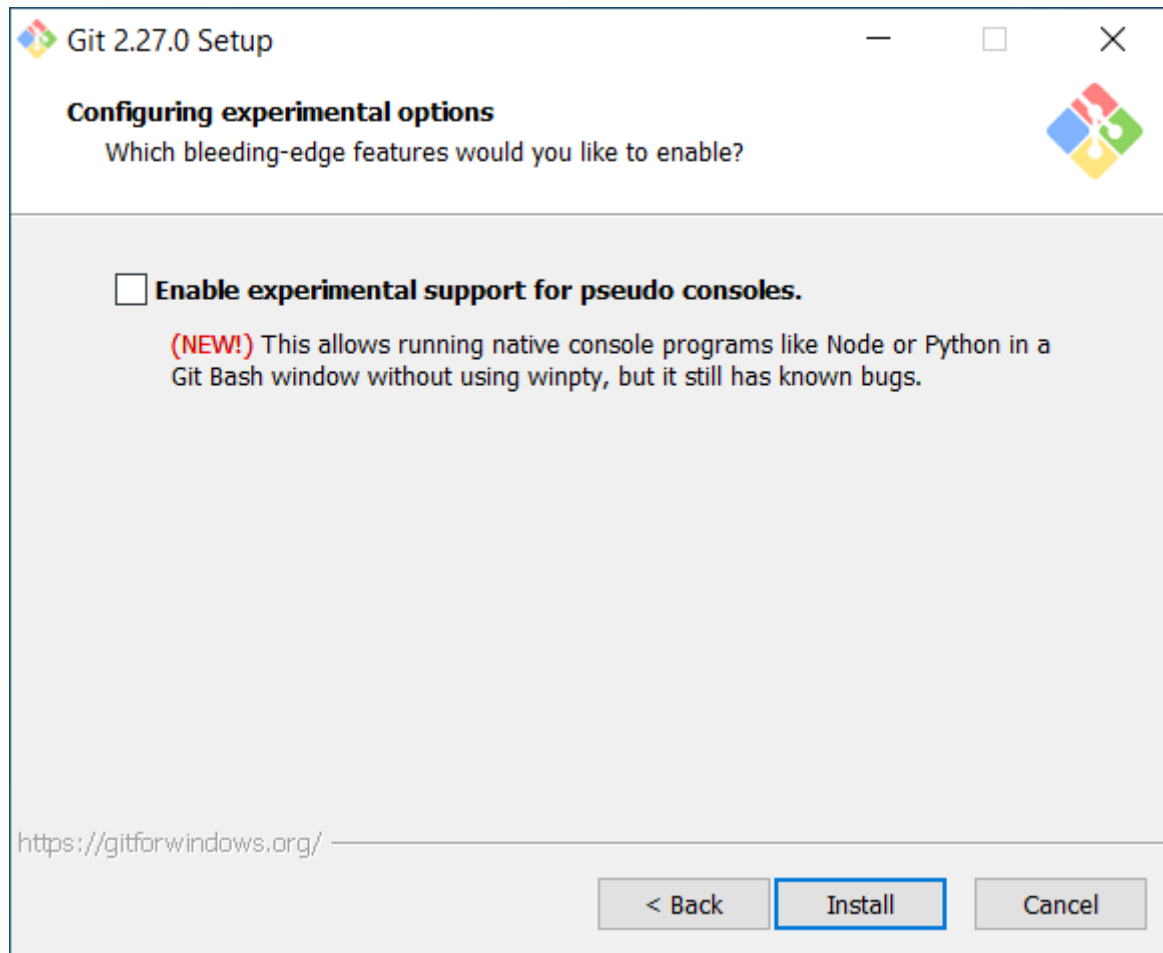 Git 2.27.0 Setup
Configuring experimental options
Which bleeding-edge features would you like to enable?
Enable experimental support for pseudo consoles.
(NEW!) This allows running native console programs like Node or Python in a
Git Bash window without using winpty, but it still has known bugs.
https://gitforwindows.org/
< Back Install Cancel